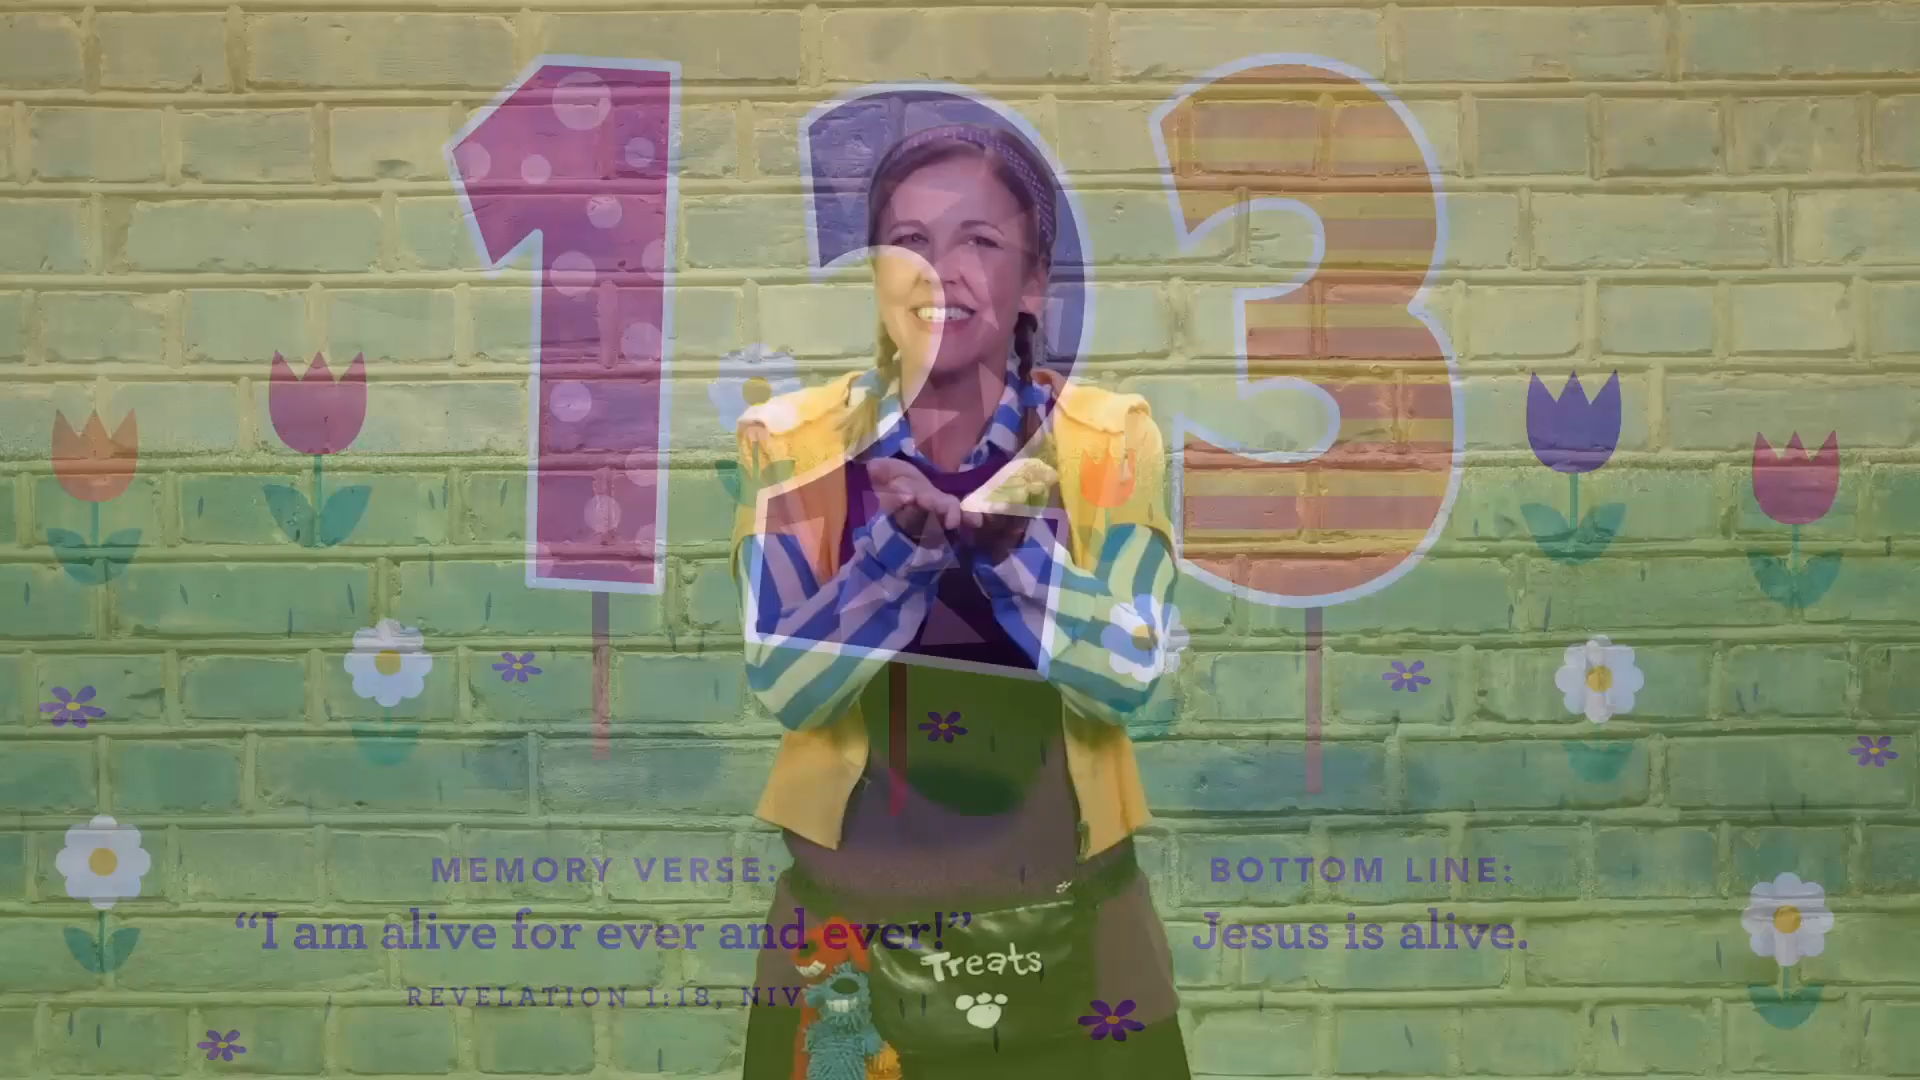 123
MEMORY VERSE:
“I am alive for ever and ever!”
REVELATION 1:18, NIV
BOTTOM LINE:
Jesus is alive.
Treats